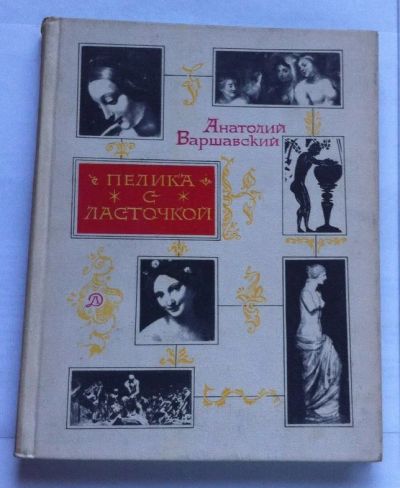 Анатолий
Варшавский
ПЕЛИКА
С
ЛАСТОЧКОЙ